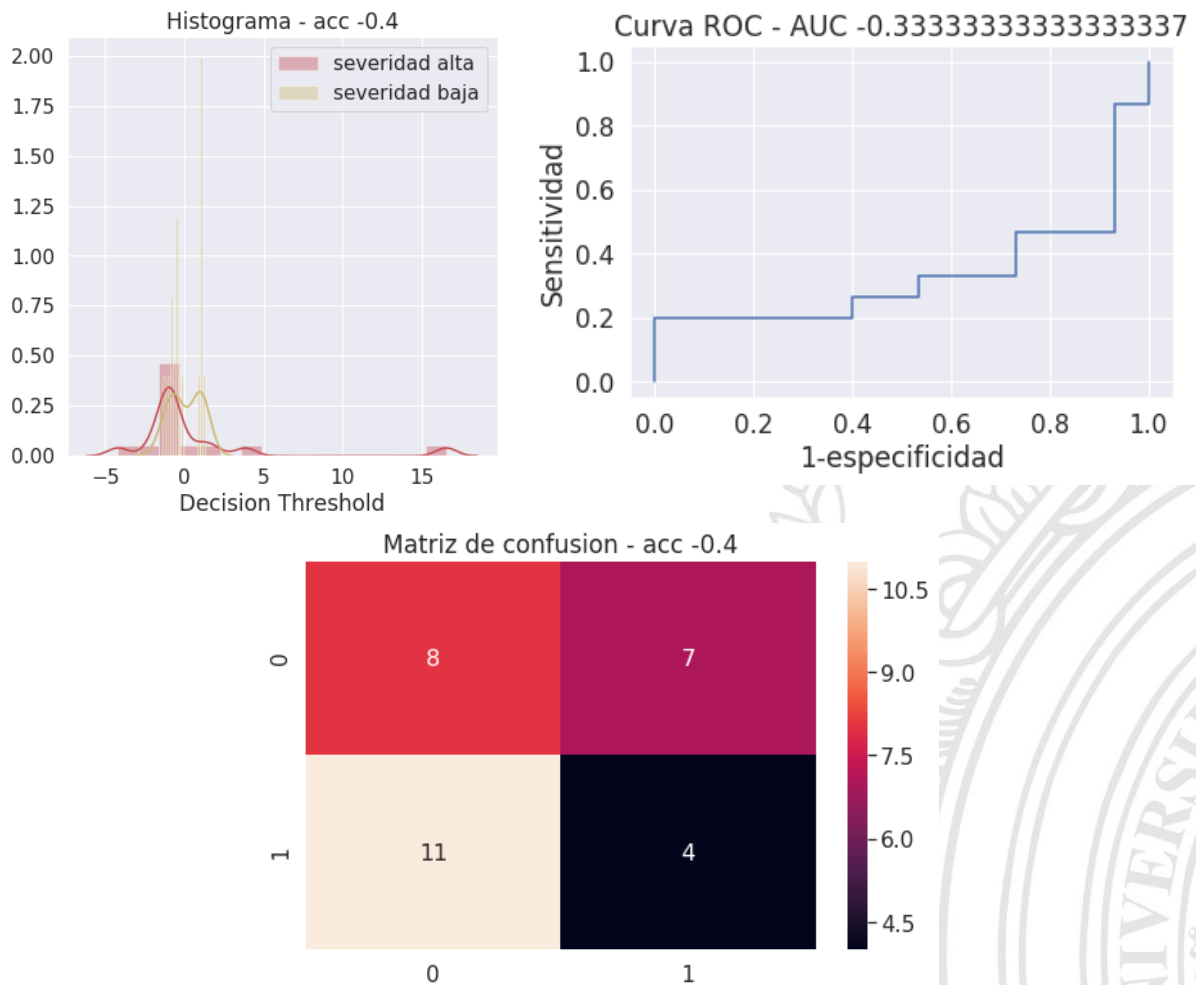 Histograma - acc -0.4
severidad alta
severidad baja
2.00
1.75
1.50
1.25
1.00
0.75
0.50
0.25
0.00
−5 0 5 10 15
Decision Threshold
Curva ROC - AUC -0.33333333333333337
Sensitividad
1.0
0.8
0.6
0.4
0.2
0.0
0.0 0.2 0.4 0.6 0.8 1.0
1-especificidad
Matriz de confusion - acc -0.4
0 8 7
1 11 4
0 1
10.5
9.0
7.5
6.0
4.5